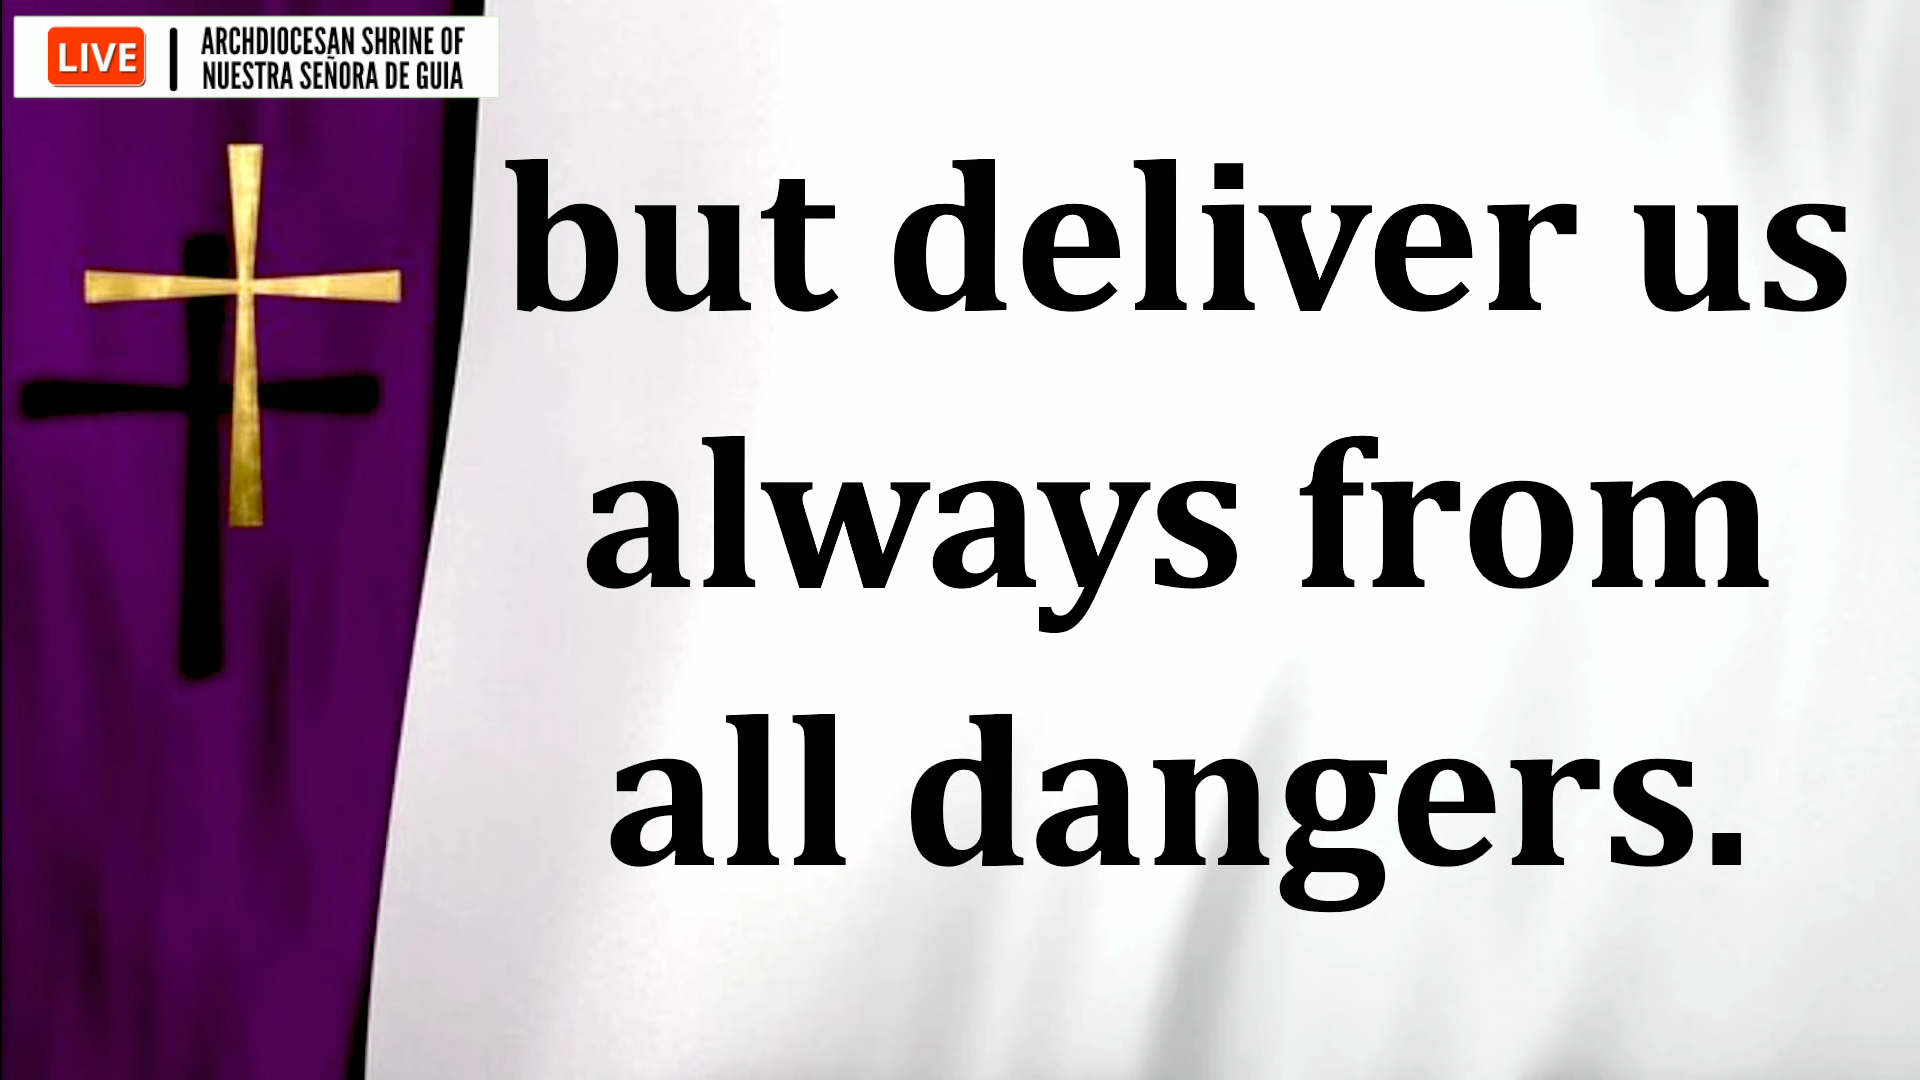 LIVE
ARCHDIOCESAN SHRINE OF
NUESTRA SEÑORA DE GUIA
but deliver us
always from
all dangers.